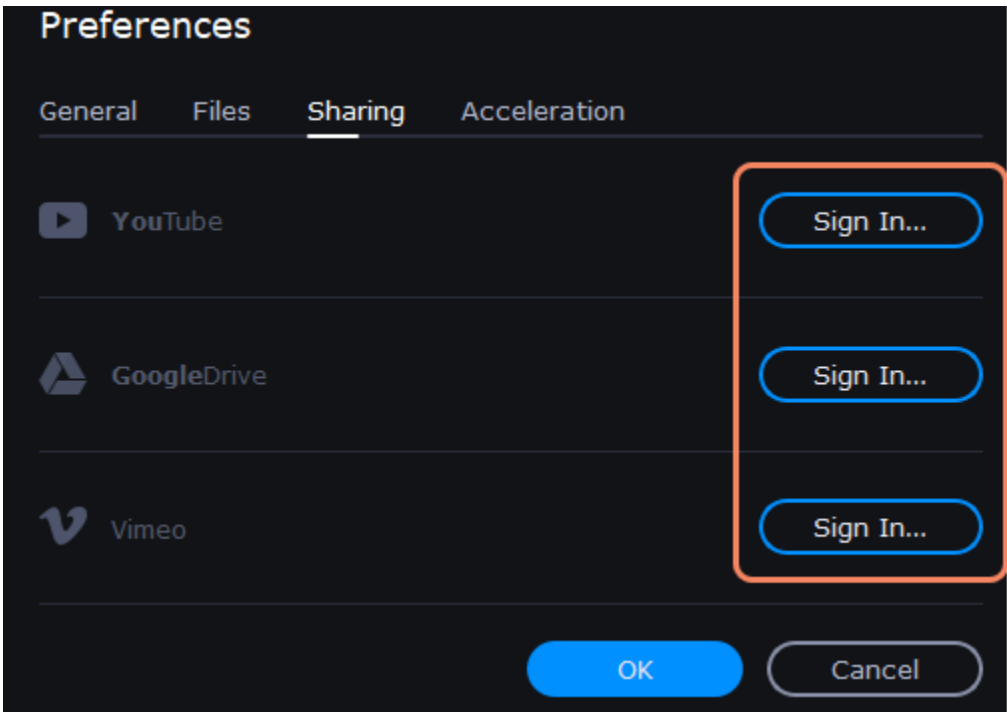 Preferences
General Files Sharing Acceleration
YouTube Sign In...
GoogleDrive Sign In...
Vimeo Sign In...
OK Cancel